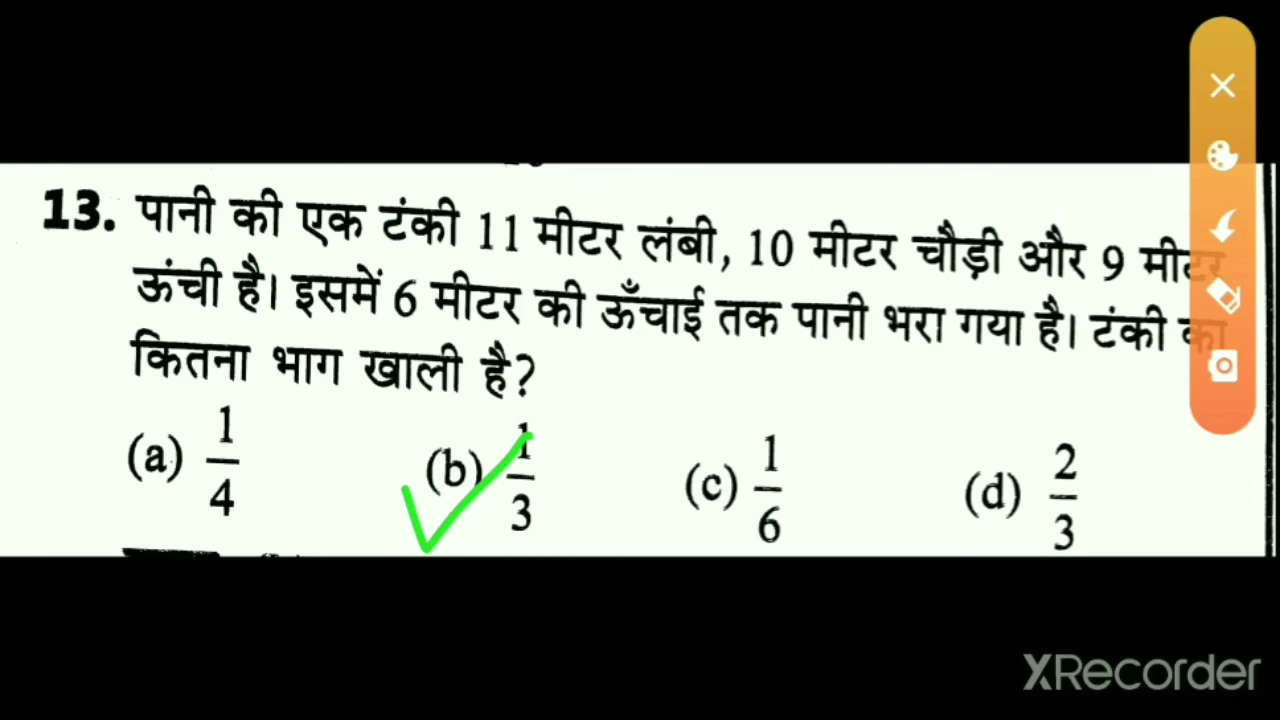 13. पानी की एक टंकी 11 मीटर लंबी, 10 मीटर चौड़ी और 9 मीटर
ऊंची है। इसमें 6 मीटर की ऊँचाई तक पानी भरा गया है। टंकी का
कितना भाग खाली है?
(a) 1/4 (b) 1/3 (c) 1/6 (d) 2/3
XRecorder